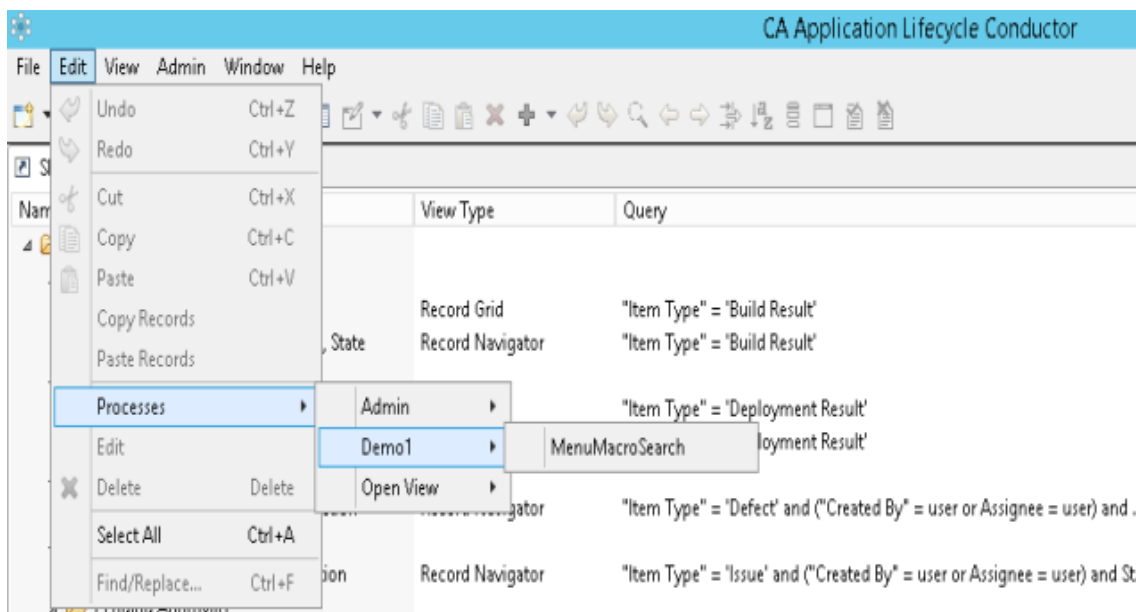 CA Application Lifecycle Conductor
File Edit View Admin Window Help
Undo Ctrl+Z
Redo Ctrl+Y
Cut Ctrl+X
View Type Query
Copy Ctrl+C
Paste Ctrl+V
Copy Records
Record Grid "Item Type" = 'Build Result'
, State Record Navigator "Item Type" = 'Build Result'
Paste Records
Processes Admin "Item Type" = 'Deployment Result'
Edit Demo1 MenuMacroSearch loyment Result'
Delete Delete Open View
"Item Type" = 'Defect' and ("Created By" = user or Assignee = user) and
Select All Ctrl+A
Find/Replace... Ctrl+F
Record Navigator "Item Type" = 'Issue' and ("Created By" = user or Assignee = user) and St